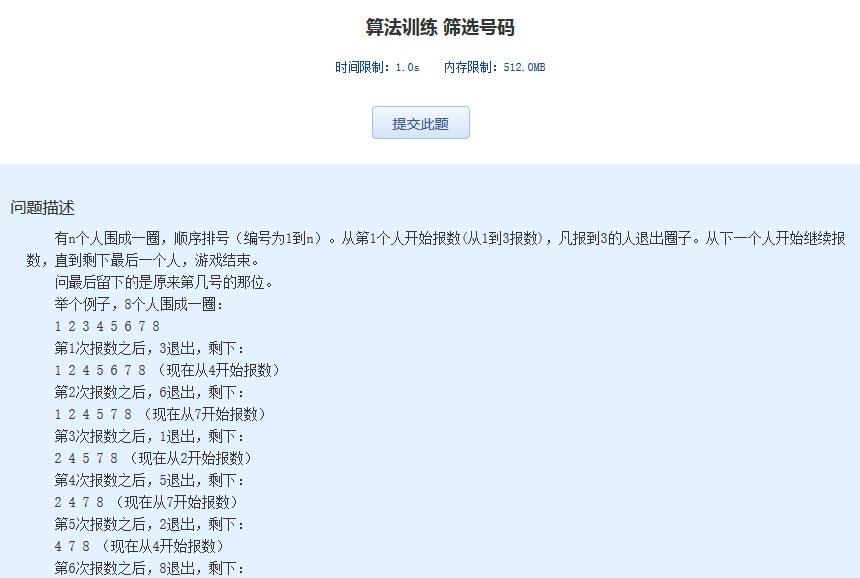 算法训练 筛选号码
时间限制：1.0s 内存限制：512.0MB
提交此题
问题描述
有n个人围成一圈，顺序排号（编号为1到n）。从第1个人开始报数(从1到3报数)，凡报到3的人退出圈子。从下一个人开始继续报
数，直到剩下最后一个人，游戏结束。
问最后留下的是原来第几号的那位。
举个例子，8个人围成一圈：
1 2 3 4 5 6 7 8
第1次报数之后，3退出，剩下：
1 2 4 5 6 7 8 （现在从4开始报数）
第2次报数之后，6退出，剩下：
1 2 4 5 7 8 （现在从7开始报数）
第3次报数之后，1退出，剩下：
2 4 5 7 8 （现在从2开始报数）
第4次报数之后，5退出，剩下：
2 4 7 8 （现在从7开始报数）
第5次报数之后，2退出，剩下：
4 7 8 （现在从4开始报数）
第6次报数之后，8退出，剩下：